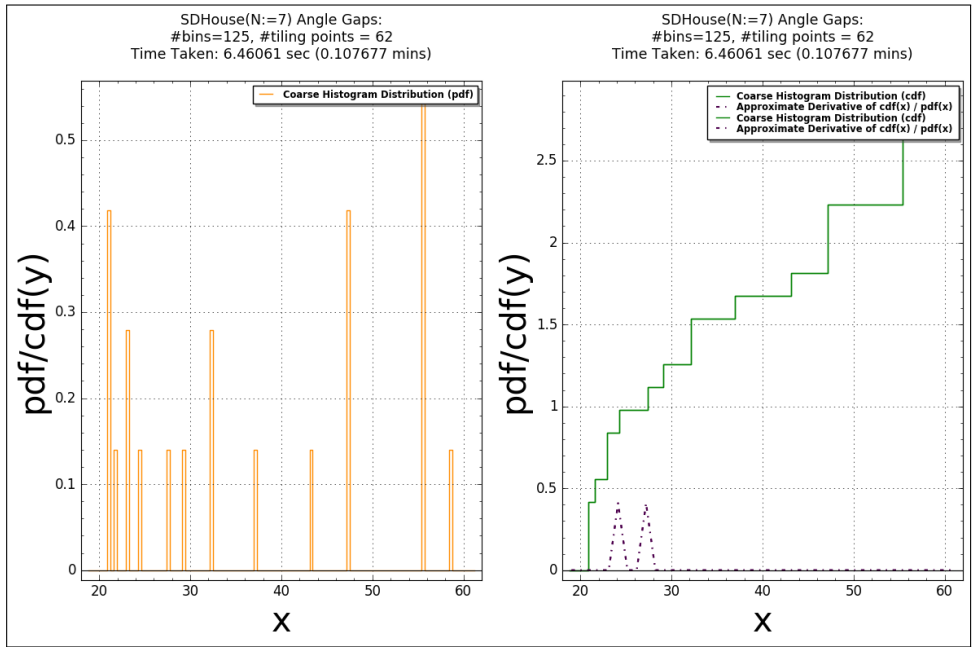 SDHouse(N:=7) Angle Gaps:
#bins=125, #tiling points = 62
Time Taken: 6.46061 sec (0.107677 mins)
Coarse Histogram Distribution (pdf)
pdf/cdf(y)
0.5
0.4
0.3
0.2
0.1
0
20 30 40 50 60
x
SDHouse(N:=7) Angle Gaps:
#bins=125, #tiling points = 62
Time Taken: 6.46061 sec (0.107677 mins)
Coarse Histogram Distribution (cdf)
Approximate Derivative of cdf(x) / pdf(x)
Coarse Histogram Distribution (cdf)
Approximate Derivative of cdf(x) / pdf(x)
pdf/cdf(y)
2.5
2
1.5
1
0.5
0
20 30 40 50 60
x